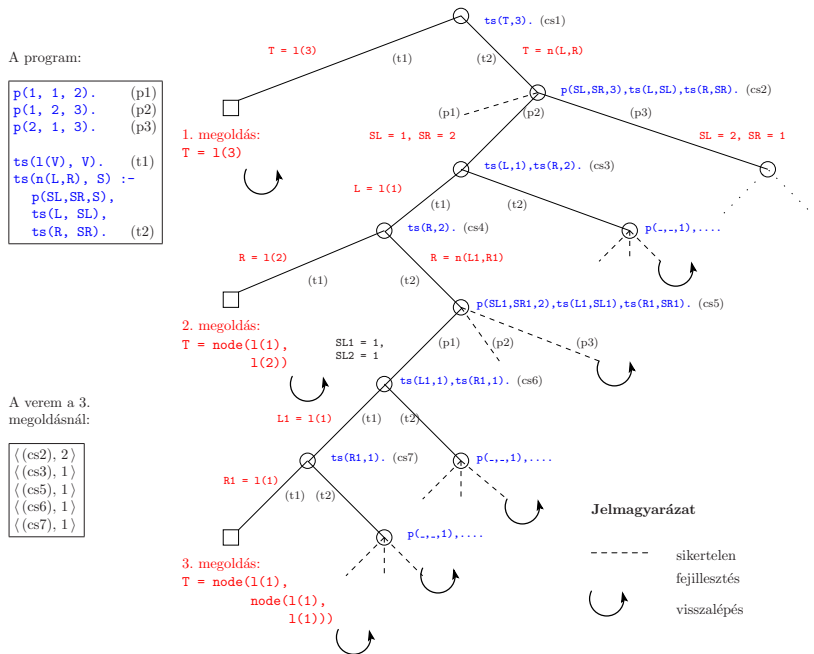 A program:
p(1, 1, 2). (p1)
p(1, 2, 3). (p2)
p(2, 1, 3). (p3)
ts(l(V), V). (t1)
ts(n(L,R), S) :-
p(SL,SR,S),
ts(L, SL),
ts(R, SR). (t2)
A verem a 3.
megoldásnál:
⟨(cs2), 2⟩
⟨(cs3), 1⟩
⟨(cs5), 1⟩
⟨(cs6), 1⟩
⟨(cs7), 1⟩
ts(T,3). (cs1)
T = l(3)
(t1)
(t2)
T = n(L,R)
p(SL,SR,3),ts(L,SL),ts(R,SR). (cs2)
(p1)
(p2)
(p3)
1. megoldás:
T = l(3)
SL = 1, SR = 2
SL = 2, SR = 1
ts(L,1),ts(R,2). (cs3)
L = l(1)
(t1)
(t2)
ts(R,2). (cs4)
p(_,_,1),....
R = l(2)
(t1)
(t2)
R = n(L1,R1)
p(SL1,SR1,2),ts(L1,SL1),ts(R1,SR1). (cs5)
2. megoldás:
T = node(l(1),
l(2))
SL1 = 1,
SL2 = 1
(p1)
(p2)
(p3)
ts(L1,1),ts(R1,1). (cs6)
L1 = l(1)
(t1)
(t2)
ts(R1,1). (cs7)
p(_,_,1),....
R1 = l(1)
(t1)
(t2)
p(_,_,1),....
3. megoldás:
T = node(l(1),
node(l(1),
l(1)))
Jelmagyarázat
sikertelen
fejillesztés
visszalépés